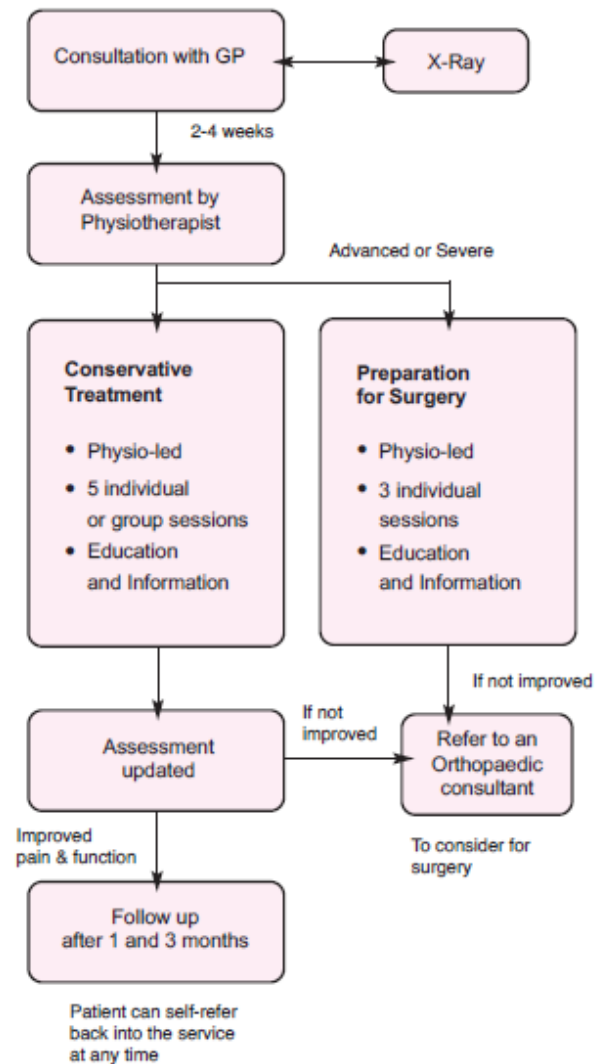 Consultation with GP
X-Ray
2-4 weeks
Assessment by
Physiotherapist
Advanced or Severe
Conservative
Treatment
• Physio-led
• 5 individual
or group sessions
• Education
and Information
Preparation
for Surgery
• Physio-led
• 3 individual
sessions
• Education
and Information
If not improved
Assessment
updated
If not
improved
Refer to an
Orthopaedic
consultant
To consider for
surgery
Improved
pain & function
Follow up
after 1 and 3 months
Patient can self-refer
back into the service
at any time